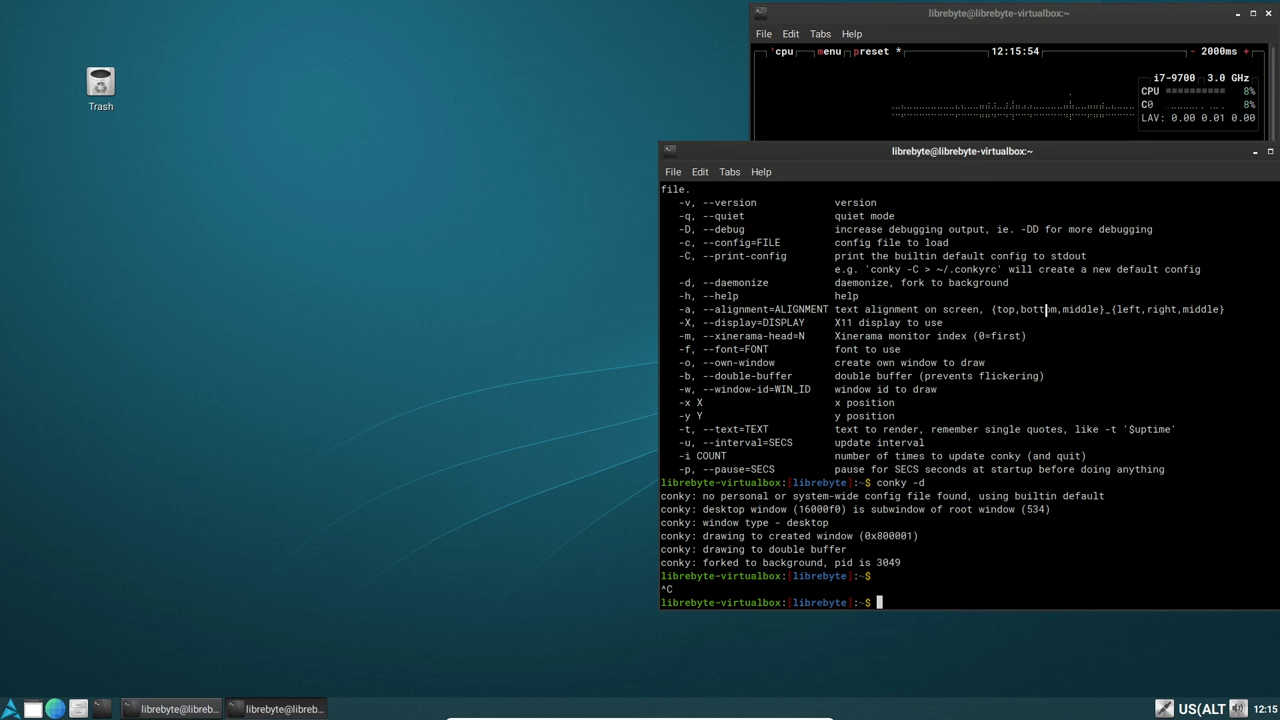 librebyte@librebyte-virtualbox:~
File Edit Tabs Help
'cpu menu preset * 12:15:54 - 2000ms +
i7-9700 3.0 GHz
CPU 8%
C0 8%
LAV: 0.00 0.01 0.00
Trash
librebyte@librebyte-virtualbox:~
File Edit Tabs Help
file.
-v, --version version
-q, --quiet quiet mode
-D, --debug increase debugging output, ie. -DD for more debugging
-c, --config=FILE config file to load
-C, --print-config print the builtin default config to stdout
e.g. 'conky -C > ~/.conkyrc' will create a new default config
-d, --daemonize daemonize, fork to background
-h, --help help
-a, --alignment=ALIGNMENT text alignment on screen, {top,bottom,middle}_{left,right,middle}
-X, --display=DISPLAY X11 display to use
-m, --xinerama-head=N Xinerama monitor index (0=first)
-f, --font=FONT font to use
-o, --own-window create own window to draw
-b, --double-buffer double buffer (prevents flickering)
-w, --window-id=WIN_ID window id to draw
-x X x position
-y Y y position
-t, --text=TEXT text to render, remember single quotes, like -t '$uptime'
-u, --interval=SECS update interval
-i COUNT number of times to update conky (and quit)
-p, --pause=SECS pause for SECS seconds at startup before doing anything
librebyte-virtualbox:[librebyte]:~$ conky -d
conky: no personal or system-wide config file found, using builtin default
conky: desktop window (16000f0) is subwindow of root window (534)
conky: window type - desktop
conky: drawing to created window (0x800001)
conky: drawing to double buffer
conky: forked to background, pid is 3049
librebyte-virtualbox:[librebyte]:~$
^C
librebyte-virtualbox:[librebyte]:~$
librebyte@libreb... librebyte@libreb... US(ALT 12:15